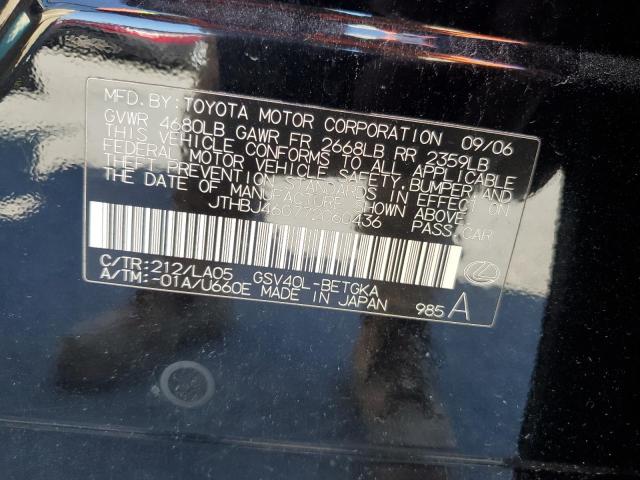 MFD. BY: TOYOTA MOTOR CORPORATION 09/06
GVWR 4680LB GAWR FR 2668LB RR 2359LB
THIS VEHICLE CONFORMS TO ALL APPLICABLE
FEDERAL MOTOR VEHICLE SAFETY, BUMPER, AND
THEFT PREVENTION STANDARDS IN EFFECT ON
THE DATE OF MANUFACTURE SHOWN ABOVE.
JTHBJ46G772060436 PASS.CAR
C/TR: 212/LA05 GSV40L-BETGKA
A/TM: -01A/U660E MADE IN JAPAN 985 A